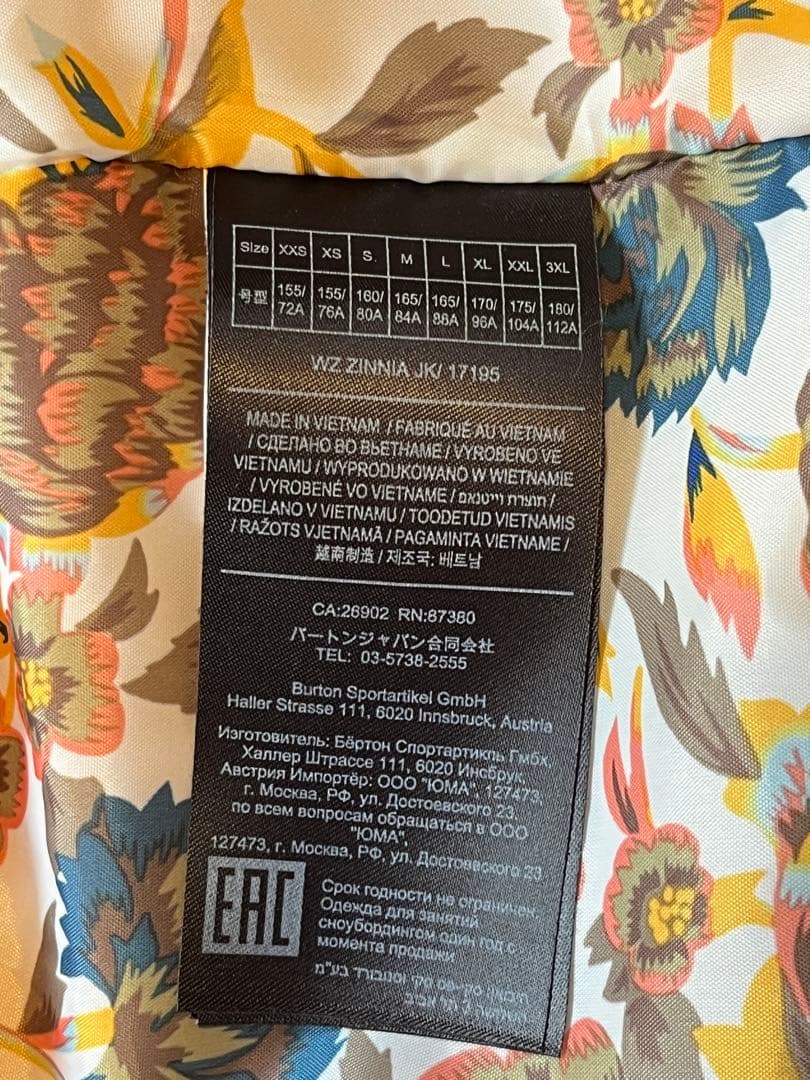 Size XXS XS S M L XL XXL 3XL
号型 155/72A 155/76A 160/80A 165/84A 165/88A 170/96A 175/104A 180/112A
WZ ZINNIA JK/ 17195
MADE IN VIETNAM / FABRIQUÉ AU VIETNAM
/ СДЕЛАНО ВО ВЬЕТНАМЕ / VYROBENO VE
VIETNAMU / WYPRODUKOWANO W WIETNAMIE
/ VYROBENÉ VO VIETNAME / תוצרת וייטנאם /
IZDELANO V VIETNAMU / TOODETUD VIETNAMIS
/ RAŽOTS VJETNAMĀ / PAGAMINTA VIETNAME /
越南制造 / 제조국: 베트남
CA:26902 RN:87380
バートンジャパン合同会社
TEL: 03-5738-2555
Burton Sportartikel GmbH
Haller Strasse 111, 6020 Innsbruck, Austria
Изготовитель: Бёртон Спортартикль Гмбх,
Халлер Штрассе 111, 6020 Инсбрук,
Австрия Импортёр: ООО "ЮМА", 127473,
г. Москва, РФ, ул. Достоевского 23,
по всем вопросам обращаться в ООО
"ЮМА",
127473, г. Москва, РФ, ул. Достоевского 23
EAC
Срок годности не ограничен,
Одежда для занятий
сноубордингом один год с
момента продажи
סקי וסנובורד בע"מ
תל אביב